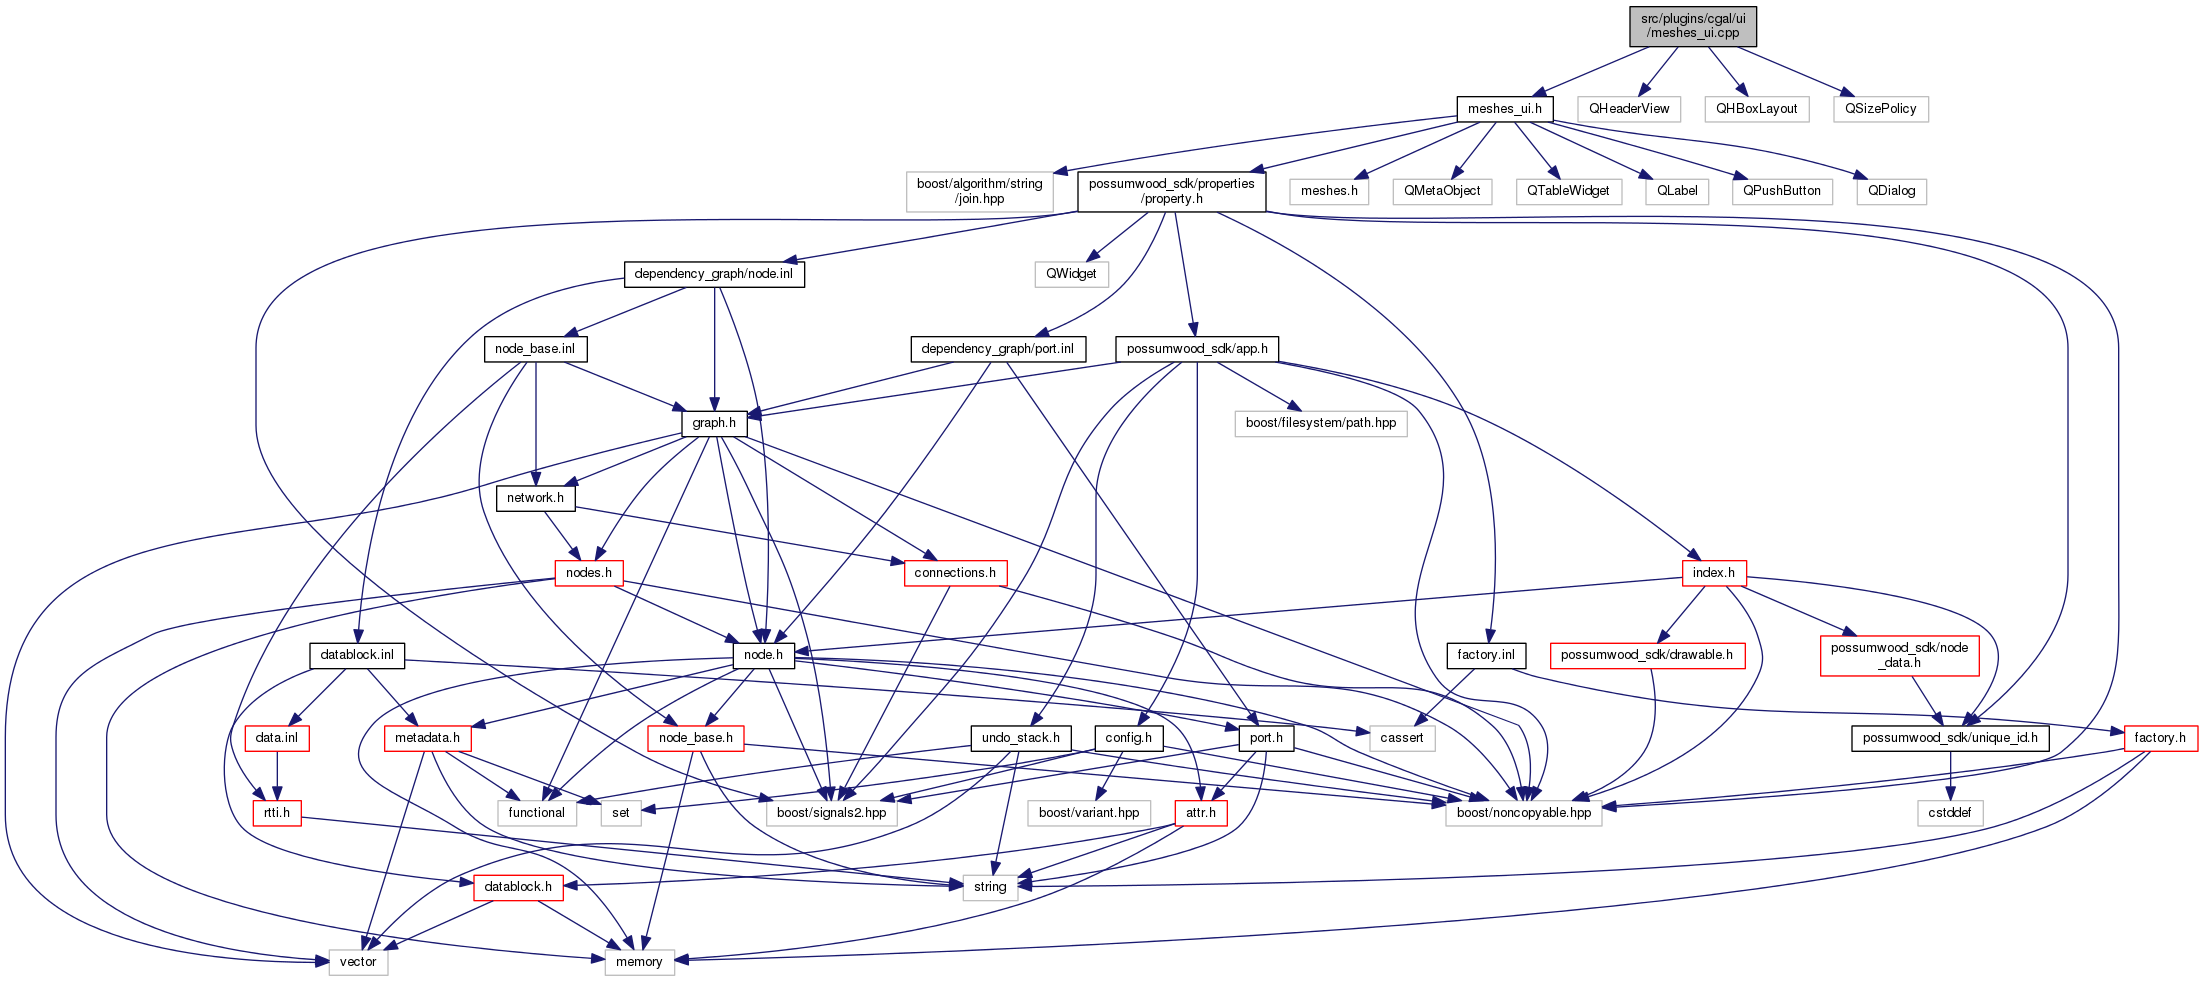 src/plugins/cgal/ui
/meshes_ui.cpp
meshes_ui.h
QHeaderView
QHBoxLayout
QSizePolicy
boost/algorithm/string
/join.hpp
possumwood_sdk/properties
/property.h
meshes.h
QMetaObject
QTableWidget
QLabel
QPushButton
QDialog
dependency_graph/node.inl
QWidget
node_base.inl
dependency_graph/port.inl
possumwood_sdk/app.h
graph.h
boost/filesystem/path.hpp
network.h
nodes.h
connections.h
index.h
datablock.inl
node.h
factory.inl
possumwood_sdk/drawable.h
possumwood_sdk/node
_data.h
data.inl
metadata.h
node_base.h
undo_stack.h
config.h
port.h
cassert
possumwood_sdk/unique_id.h
factory.h
rtti.h
functional
set
boost/signals2.hpp
boost/variant.hpp
attr.h
boost/noncopyable.hpp
cstddef
datablock.h
string
vector
memory